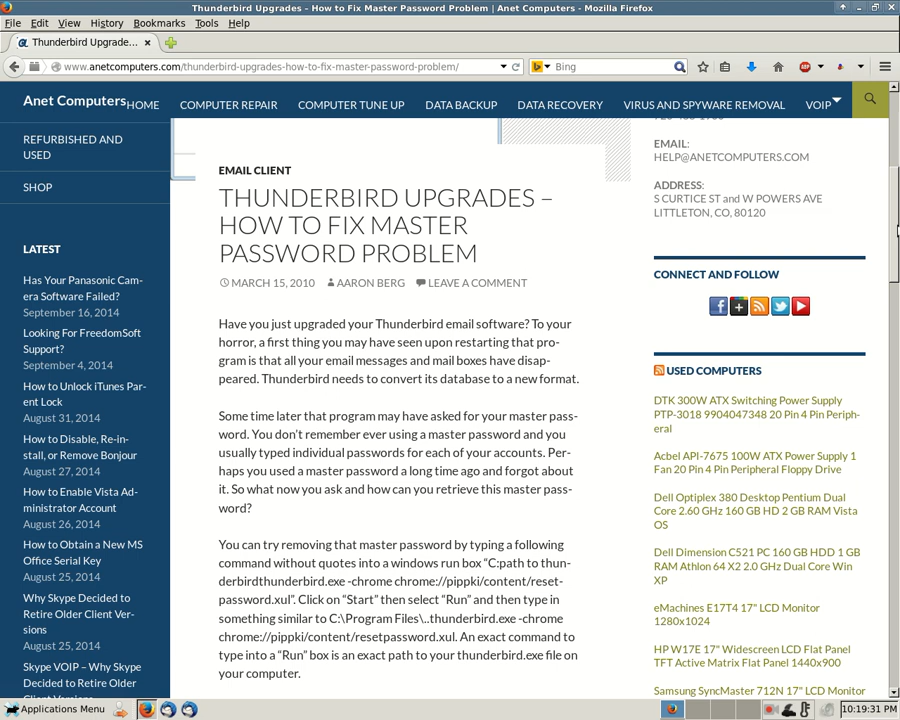 Thunderbird Upgrades – How to Fix Master Password Problem | Anet Computers - Mozilla Firefox
File Edit View History Bookmarks Tools Help
Thunderbird Upgrade...
www.anetcomputers.com/thunderbird-upgrades-how-to-fix-master-password-problem/
Bing
Anet Computers
HOME COMPUTER REPAIR COMPUTER TUNE UP DATA BACKUP DATA RECOVERY VIRUS AND SPYWARE REMOVAL VOIP
REFURBISHED AND
USED
SHOP
LATEST
Has Your Panasonic Cam-
era Software Failed?
September 16, 2014
Looking For FreedomSoft
Support?
September 4, 2014
How to Unlock iTunes Par-
ent Lock
August 31, 2014
How to Disable, Re-in-
stall, or Remove Bonjour
August 27, 2014
How to Enable Vista Ad-
ministrator Account
August 26, 2014
How to Obtain a New MS
Office Serial Key
August 25, 2014
Why Skype Decided to
Retire Older Client Ver-
sions
August 25, 2014
Skype VOIP – Why Skype
Decided to Retire Older
EMAIL CLIENT
THUNDERBIRD UPGRADES –
HOW TO FIX MASTER
PASSWORD PROBLEM
MARCH 15, 2010 AARON BERG LEAVE A COMMENT
Have you just upgraded your Thunderbird email software? To your
horror, a first thing you may have seen upon restarting that pro-
gram is that all your email messages and mail boxes have disap-
peared. Thunderbird needs to convert its database to a new format.
Some time later that program may have asked for your master pass-
word. You don't remember ever using a master password and you
usually typed individual passwords for each of your accounts. Per-
haps you used a master password a long time ago and forgot about
it. So what now you ask and how can you retrieve this master pass-
word?
You can try removing that master password by typing a following
command without quotes into a windows run box “C:path to thun-
derbirdthunderbird.exe -chrome chrome://pippki/content/reset-
password.xul”. Click on “Start” then select “Run” and then type in
something similar to C:\Program Files\..thunderbird.exe -chrome
chrome://pippki/content/resetpassword.xul. An exact command to
type into a “Run” box is an exact path to your thunderbird.exe file on
your computer.
EMAIL:
HELP@ANETCOMPUTERS.COM
ADDRESS:
S CURTICE ST and W POWERS AVE
LITTLETON, CO, 80120
CONNECT AND FOLLOW
USED COMPUTERS
DTK 300W ATX Switching Power Supply
PTP-3018 9904047348 20 Pin 4 Pin Periph-
eral
Acbel API-7675 100W ATX Power Supply 1
Fan 20 Pin 4 Pin Peripheral Floppy Drive
Dell Optiplex 380 Desktop Pentium Dual
Core 2.60 GHz 160 GB HD 2 GB RAM Vista
OS
Dell Dimension C521 PC 160 GB HDD 1 GB
RAM Athlon 64 X2 2.0 GHz Dual Core Win
XP
eMachines E17T4 17" LCD Monitor
1280x1024
HP W17E 17" Widescreen LCD Flat Panel
TFT Active Matrix Flat Panel 1440x900
Samsung SyncMaster 712N 17" LCD Monitor
Applications Menu
10:19:31 PM